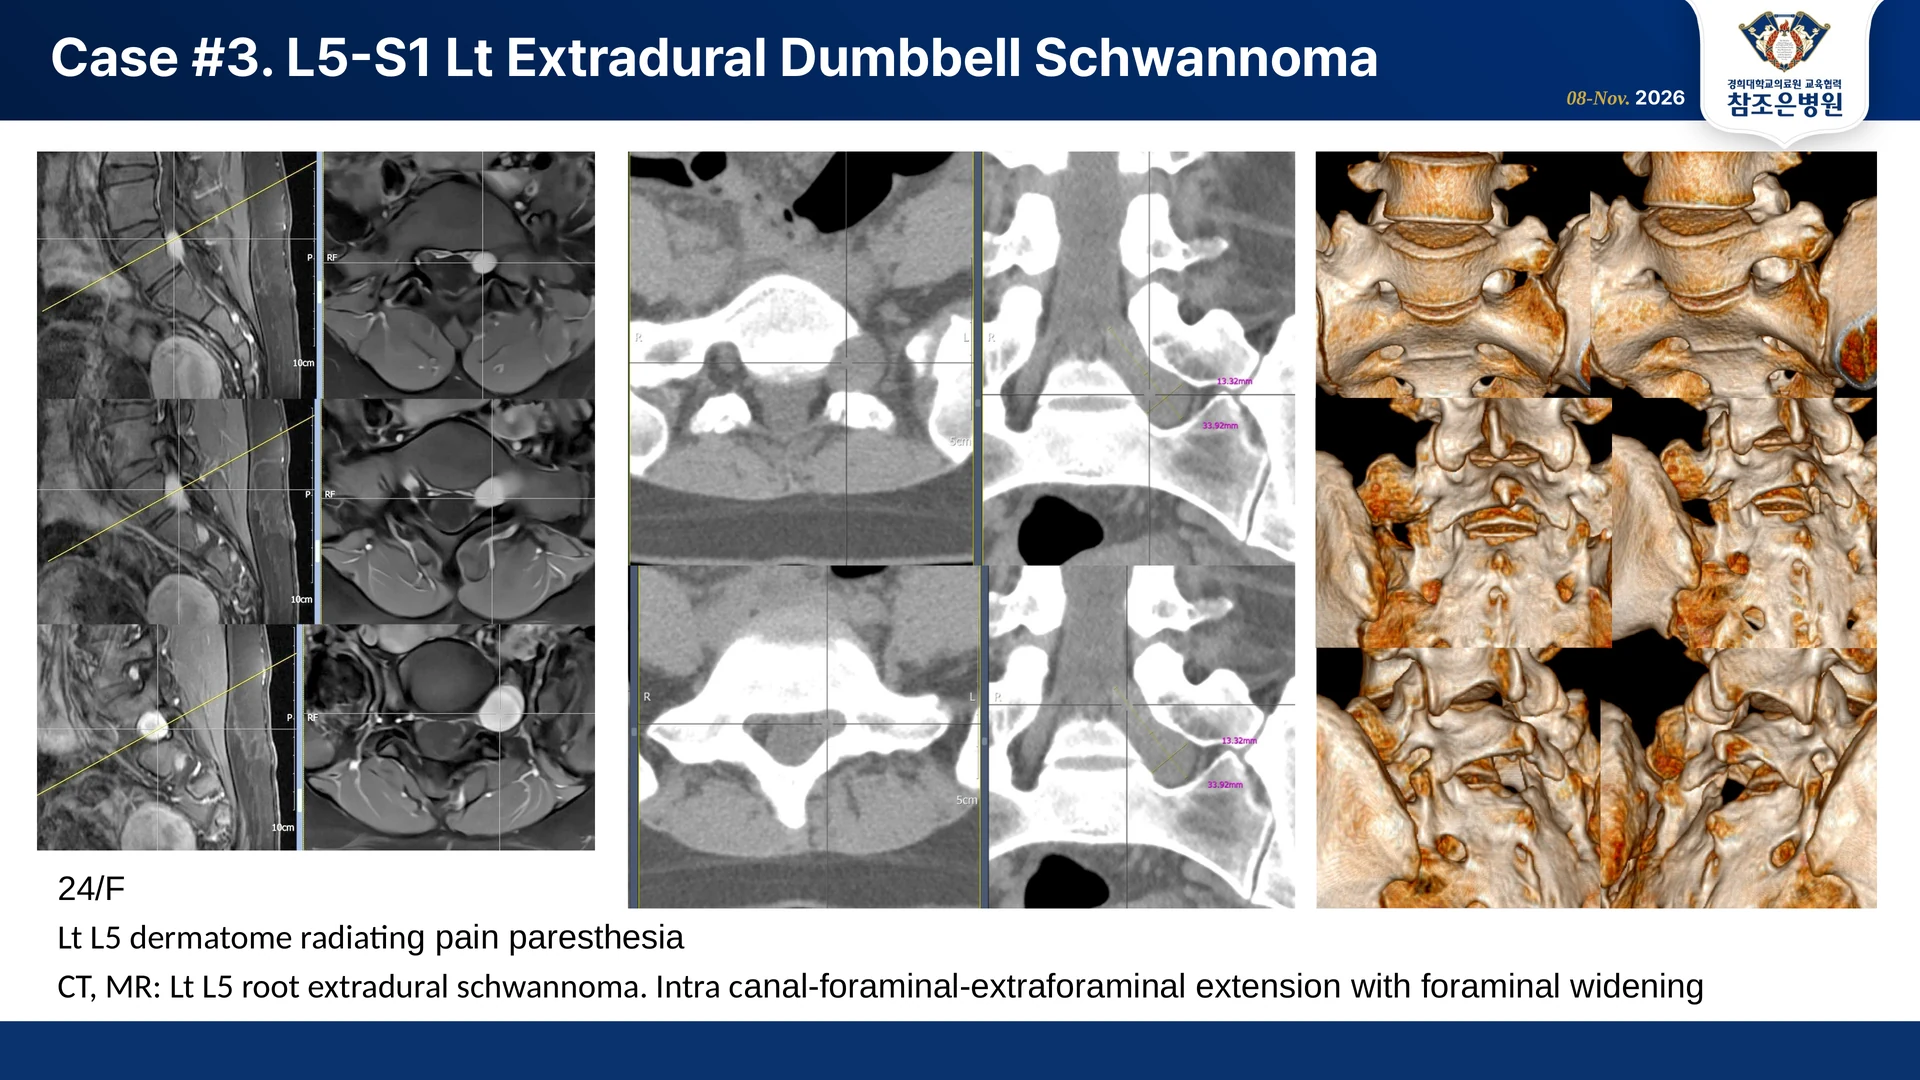 Case #3. L5-S1 Lt Extradural Dumbbell Schwannoma
08-Nov. 2026
경희대학교의료원 교육협력
참조은병원
P
RF
10cm
P
RF
10cm
P
RF
10cm
R
L
5cm
R
13.32mm
33.92mm
R
L
5cm
R
13.32mm
33.92mm
24/F
Lt L5 dermatome radiating pain paresthesia
CT, MR: Lt L5 root extradural schwannoma. Intra canal-foraminal-extraforaminal extension with foraminal widening